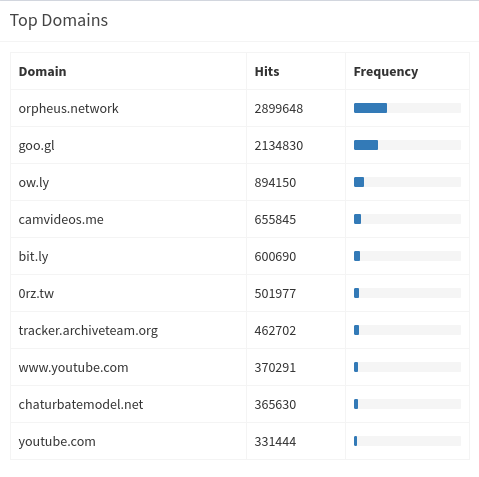 Top Domains
Domain Hits Frequency
orpheus.network 2899648
goo.gl 2134830
ow.ly 894150
camvideos.me 655845
bit.ly 600690
0rz.tw 501977
tracker.archiveteam.org 462702
www.youtube.com 370291
chaturbatemodel.net 365630
youtube.com 331444